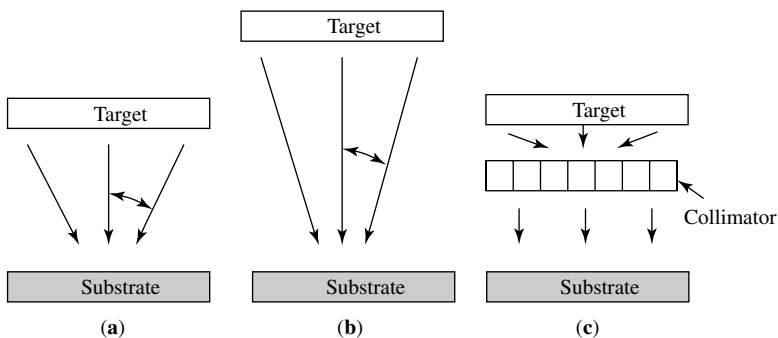 Target
Substrate
(a)
Target
Substrate
(b)
Target
Collimator
Substrate
(c)